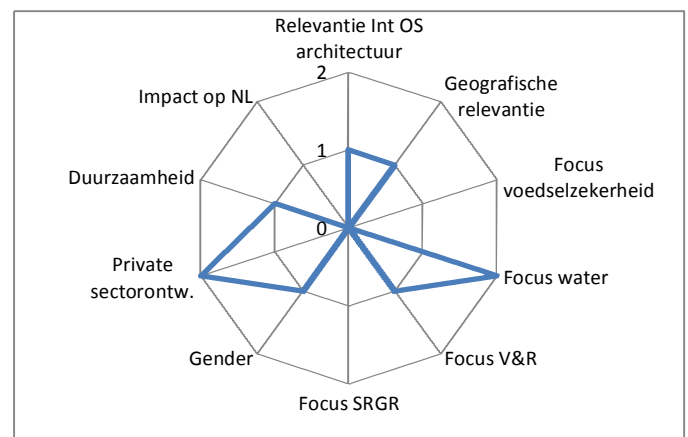 Relevantie Int OS
architectuur
2
Impact op NL
Geografische
relevantie
1
Duurzaamheid
Focus
voedselzekerheid
0
Private
sectorontw.
Focus water
Gender
Focus V&R
Focus SRGR